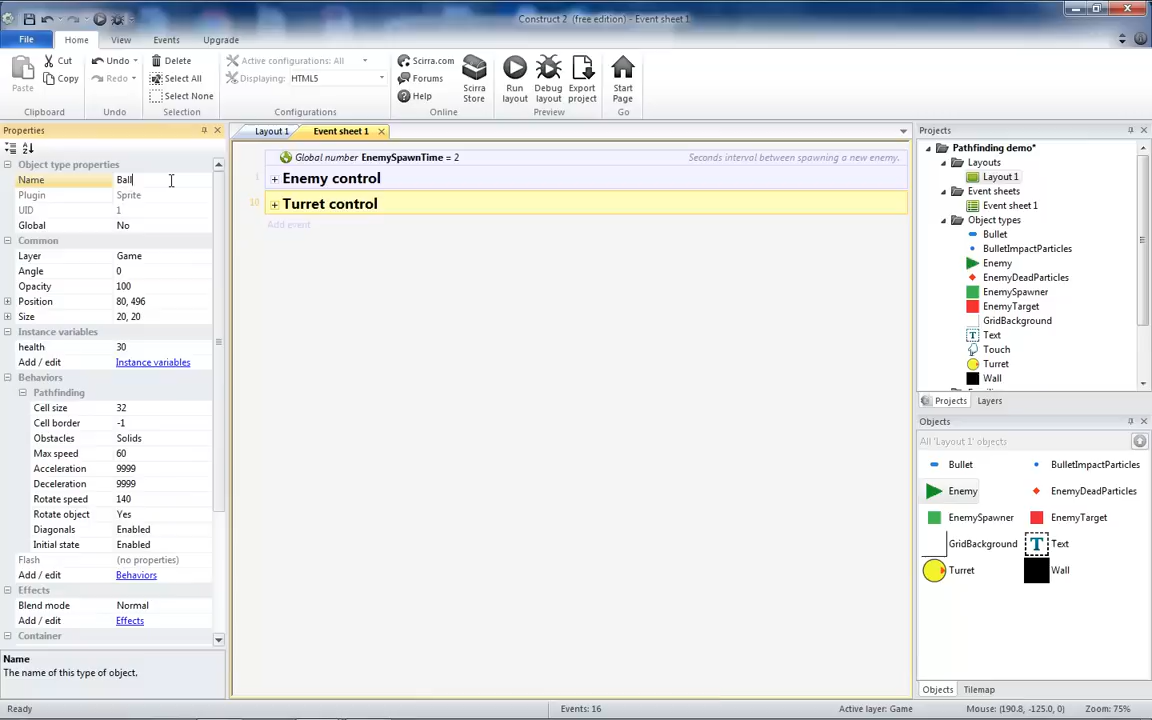 Construct 2 (free edition) - Event sheet 1
File Home View Events Upgrade
Paste Cut Copy Clipboard
Undo Redo Undo
Delete Select All Select None Selection
Active configurations: All
Displaying: HTML5
Configurations
Scirra.com Forums Help Scirra Store Online
Run layout Debug layout Export project Preview
Start Page Go
Properties
Object type properties
Name Ball
Plugin Sprite
UID 1
Global No
Common
Layer Game
Angle 0
Opacity 100
Position 80, 496
Size 20, 20
Instance variables
health 30
Add / edit Instance variables
Behaviors
Pathfinding
Cell size 32
Cell border -1
Obstacles Solids
Max speed 60
Acceleration 9999
Deceleration 9999
Rotate speed 140
Rotate object Yes
Diagonals Enabled
Initial state Enabled
Flash (no properties)
Add / edit Behaviors
Effects
Blend mode Normal
Add / edit Effects
Container
Name
The name of this type of object.
Layout 1 Event sheet 1
Global number EnemySpawnTime = 2 Seconds interval between spawning a new enemy.
1 Enemy control
10 Turret control
Add event
Projects
Pathfinding demo*
Layouts
Layout 1
Event sheets
Event sheet 1
Object types
Bullet
BulletImpactParticles
Enemy
EnemyDeadParticles
EnemySpawner
EnemyTarget
GridBackground
Text
Touch
Turret
Wall
Projects Layers
Objects
All 'Layout 1' objects
Bullet BulletImpactParticles
Enemy EnemyDeadParticles
EnemySpawner EnemyTarget
GridBackground T Text
Turret Wall
Objects Tilemap
Ready Events: 16 Active layer: Game Mouse: (190.8, -125.0, 0) Zoom: 75%